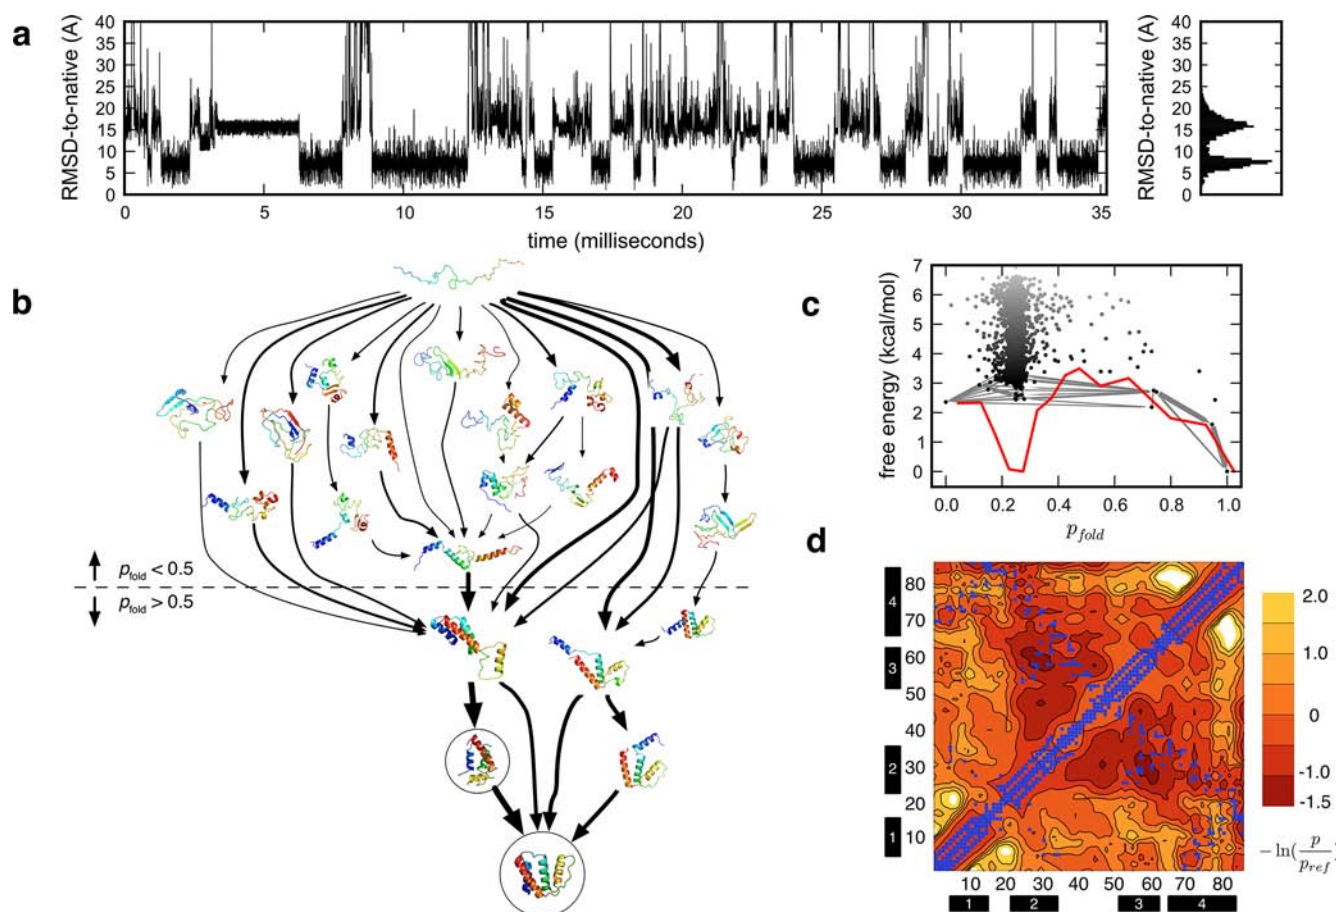 a
RMSD-to-native (A)
40
35
30
25
20
15
10
5
0
0 5 10 15 20 25 30 35
time (milliseconds)
RMSD-to-native (A)
40
35
30
25
20
15
10
5
0
b
p_fold < 0.5
p_fold > 0.5
c
free energy (kcal/mol)
7
6
5
4
3
2
1
0
0.0 0.2 0.4 0.6 0.8 1.0
p_fold
d
4
3
2
1
80
70
60
50
40
30
20
10
10 20 30 40 50 60 70 80
1 2 3 4
2.0
1.0
0
-1.0
-1.5
−ln(p/p_ref)